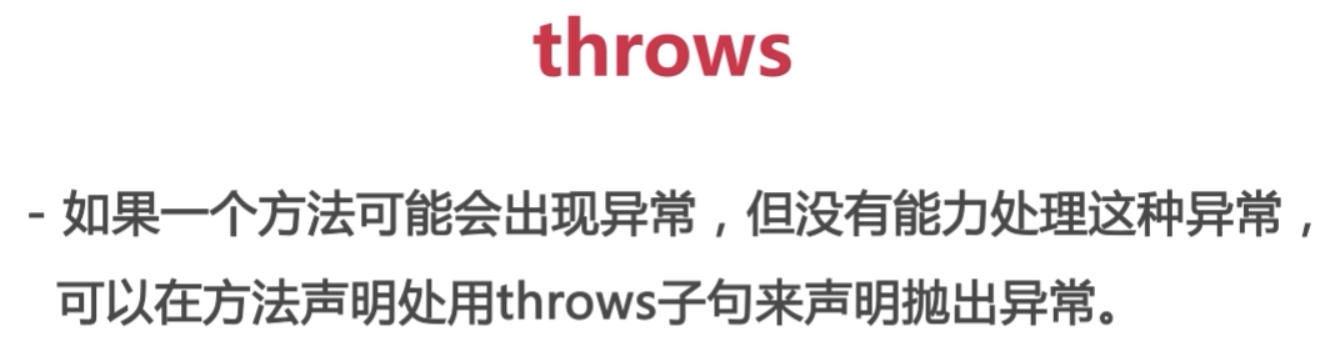 throws
- 如果一个方法可能会出现异常，但没有能力处理这种异常，
可以在方法声明处用throws子句来声明抛出异常。